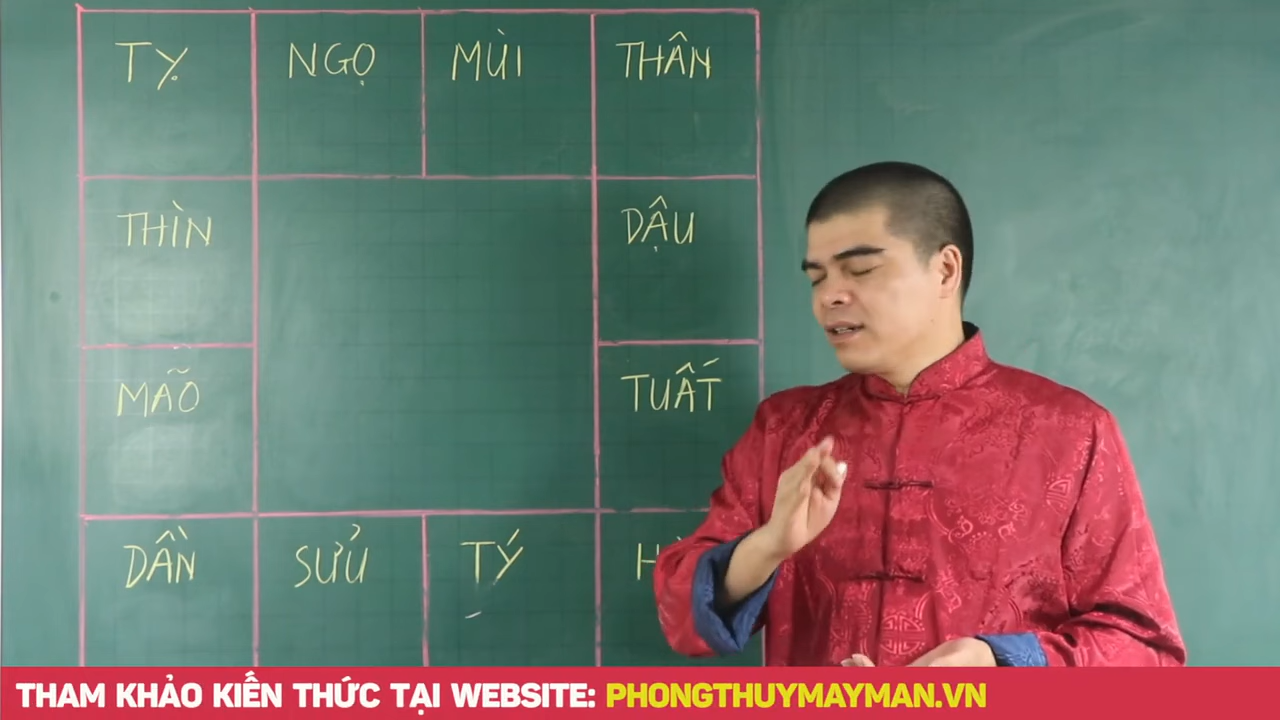 TỴ NGỌ MÙI THÂN
THÌN DẬU
MÃO TUẤT
DẦN SỬU TÝ H
THAM KHẢO KIẾN THỨC TẠI WEBSITE: PHONGTHUYMAYMAN.VN